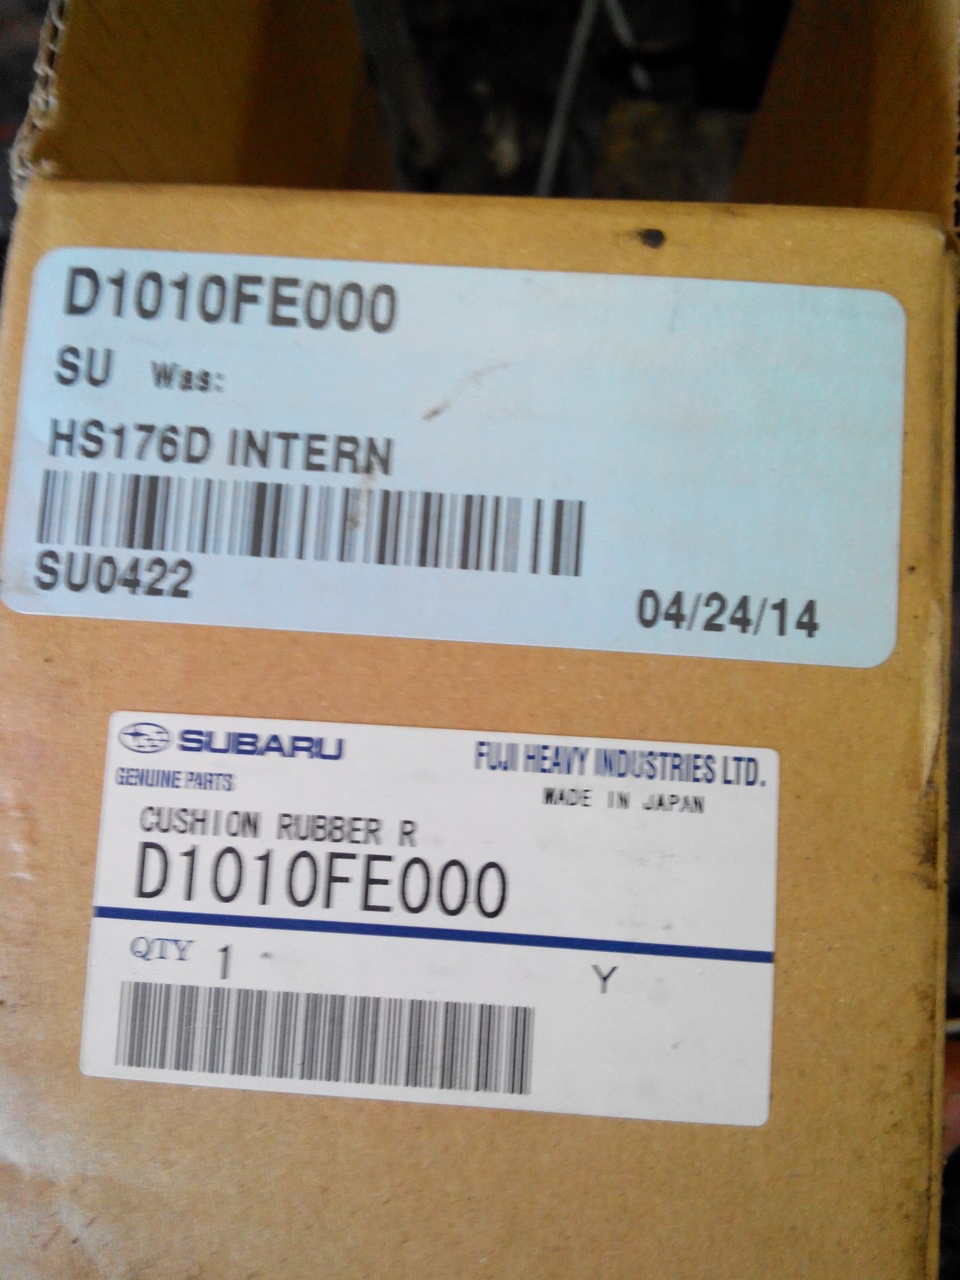 D1010FE000
SU Was:
HS176D INTERN
SU0422
04/24/14
SUBARU
FUJI HEAVY INDUSTRIES LTD.
GENUINE PARTS
MADE IN JAPAN
CUSHION RUBBER R
D1010FE000
QTY 1 Y